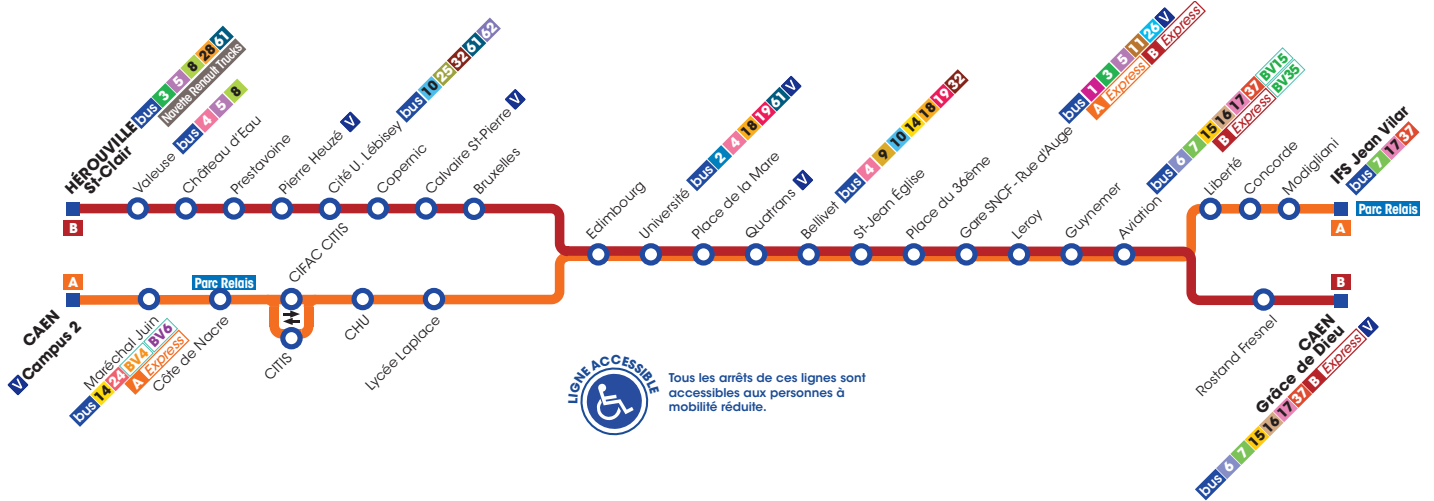 HÉROUVILLE
St-Clair
bus 3 5 8 28 61
Navette Renault Trucks
Valeuse
bus 4 5 8
Château d'Eau
Prestavoine
Pierre Heuzé V
Cité U. Lébisey
bus 10 25 32 61 62
Copernic
Calvaire St-Pierre V
Bruxelles
B
A
CAEN
V Campus 2
Maréchal Juin
bus 14 24 BV4 BV6
A Express
Parc Relais
Côte de Nacre
CIFAC CITIS
CITIS
CHU
Lycée Laplace
Edimbourg
Université
bus 2 4 18 19 61 V
Place de la Mare
Quatrans V
Bellivet
bus 4 9 10 14 18 19 32
St-Jean Église
Place du 36ème
Gare SNCF - Rue d'Auge
bus 1 3 5 11 26 V
A Express B Express
Leroy
Guynemer
Aviation
bus 6 7 15 16 17 37 BV15
B Express BV35
Liberté
Concorde
Modigliani
IFS Jean Vilar
bus 7 17 37
Parc Relais
A
B
Rostand Fresnel
CAEN
Grâce de Dieu
bus 6 7 15 16 17 37 B Express V
LIGNE ACCESSIBLE
Tous les arrêts de ces lignes sont
accessibles aux personnes à
mobilité réduite.